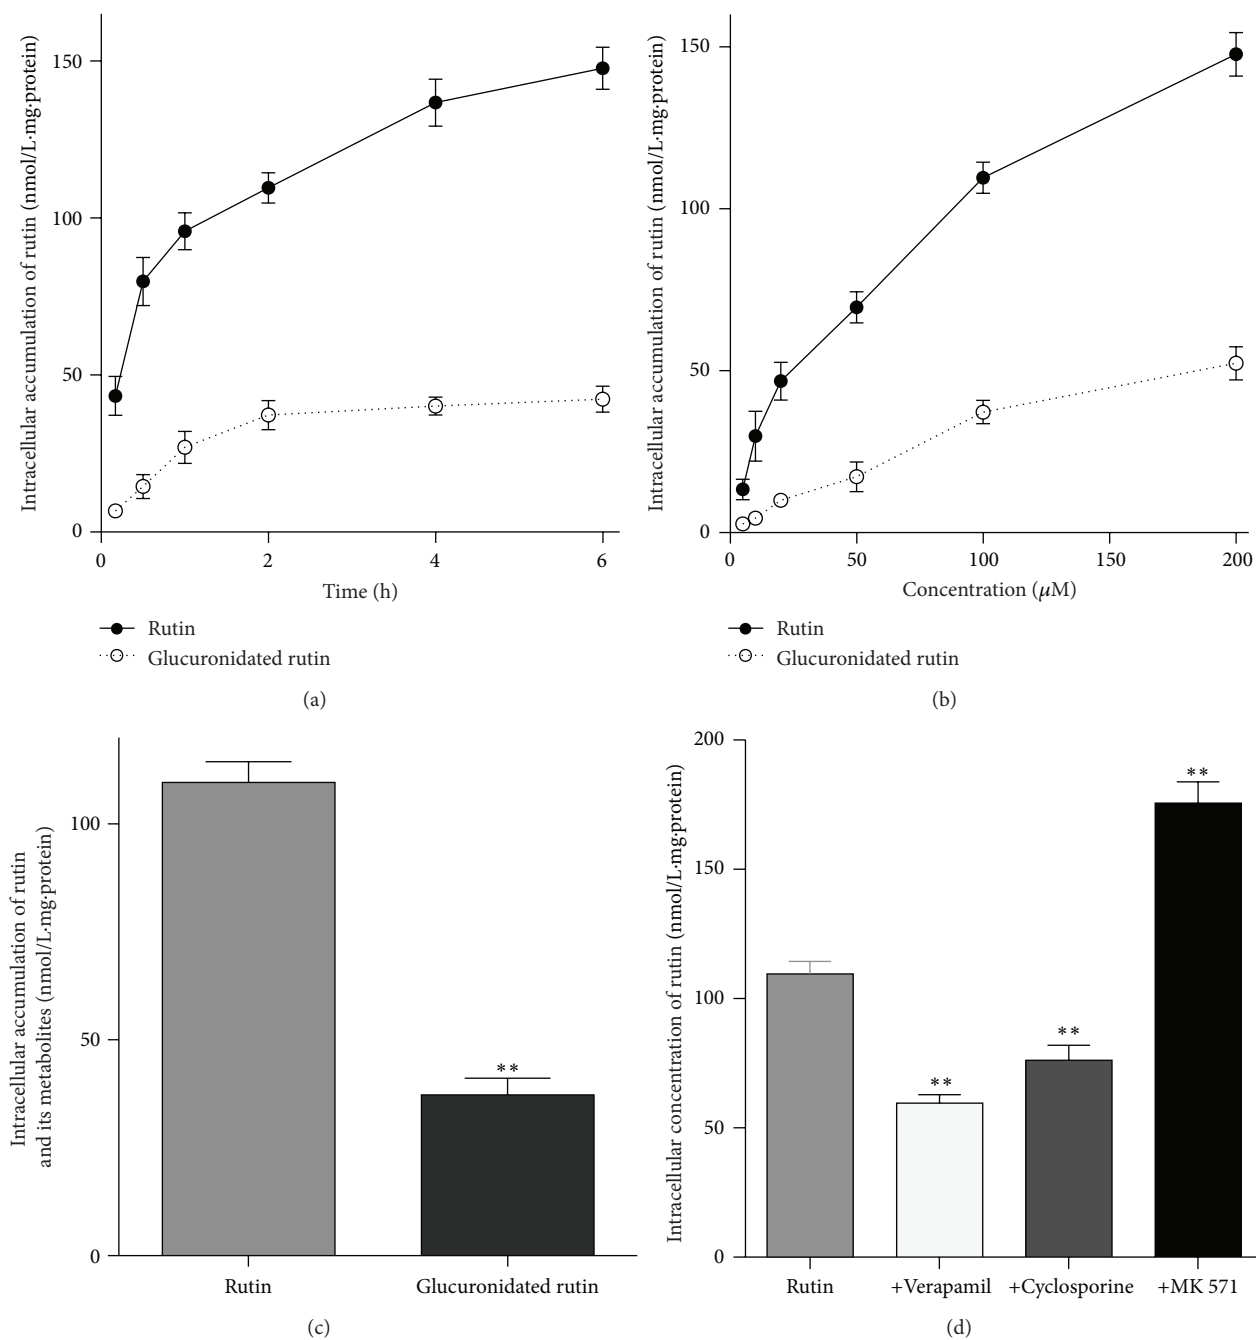 Intracellular accumulation of rutin (nmol/L·mg·protein)
150
100
50
0
0 2 4 6
Time (h)
Rutin
Glucuronidated rutin
(a)
Intracellular accumulation of rutin (nmol/L·mg·protein)
150
100
50
0
0 50 100 150 200
Concentration (μM)
Rutin
Glucuronidated rutin
(b)
Intracellular accumulation of rutin
and its metabolites (nmol/L·mg·protein)
100
50
0
**
Rutin Glucuronidated rutin
(c)
Intracellular concentration of rutin (nmol/L·mg·protein)
200
150
100
50
0
**
**
**
Rutin +Verapamil +Cyclosporine +MK 571
(d)